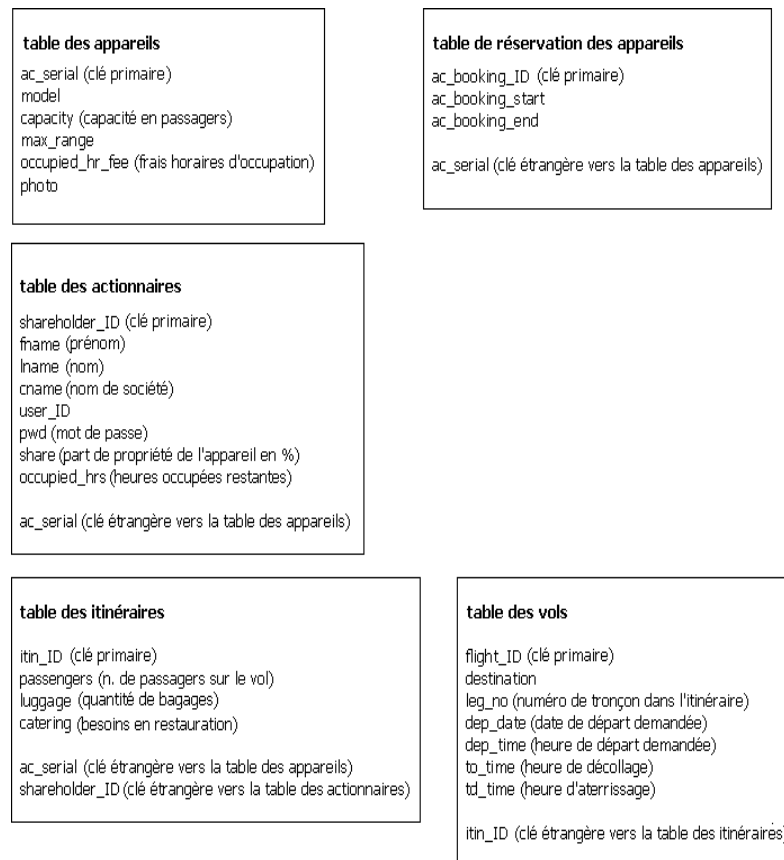 table des appareils
ac_serial (clé primaire)
model
capacity (capacité en passagers)
max_range
occupied_hr_fee (frais horaires d'occupation)
photo
table de réservation des appareils
ac_booking_ID (clé primaire)
ac_booking_start
ac_booking_end
ac_serial (clé étrangère vers la table des appareils)
table des actionnaires
shareholder_ID (clé primaire)
fname (prénom)
lname (nom)
cname (nom de société)
user_ID
pwd (mot de passe)
share (part de propriété de l'appareil en %)
occupied_hrs (heures occupées restantes)
ac_serial (clé étrangère vers la table des appareils)
table des itinéraires
itin_ID (clé primaire)
passengers (n. de passagers sur le vol)
luggage (quantité de bagages)
catering (besoins en restauration)
ac_serial (clé étrangère vers la table des appareils)
shareholder_ID (clé étrangère vers la table des actionnaires)
table des vols
flight_ID (clé primaire)
destination
leg_no (numéro de tronçon dans l'itinéraire)
dep_date (date de départ demandée)
dep_time (heure de départ demandée)
to_time (heure de décollage)
td_time (heure d'aterrissage)
itin_ID (clé étrangère vers la table des itinéraires)